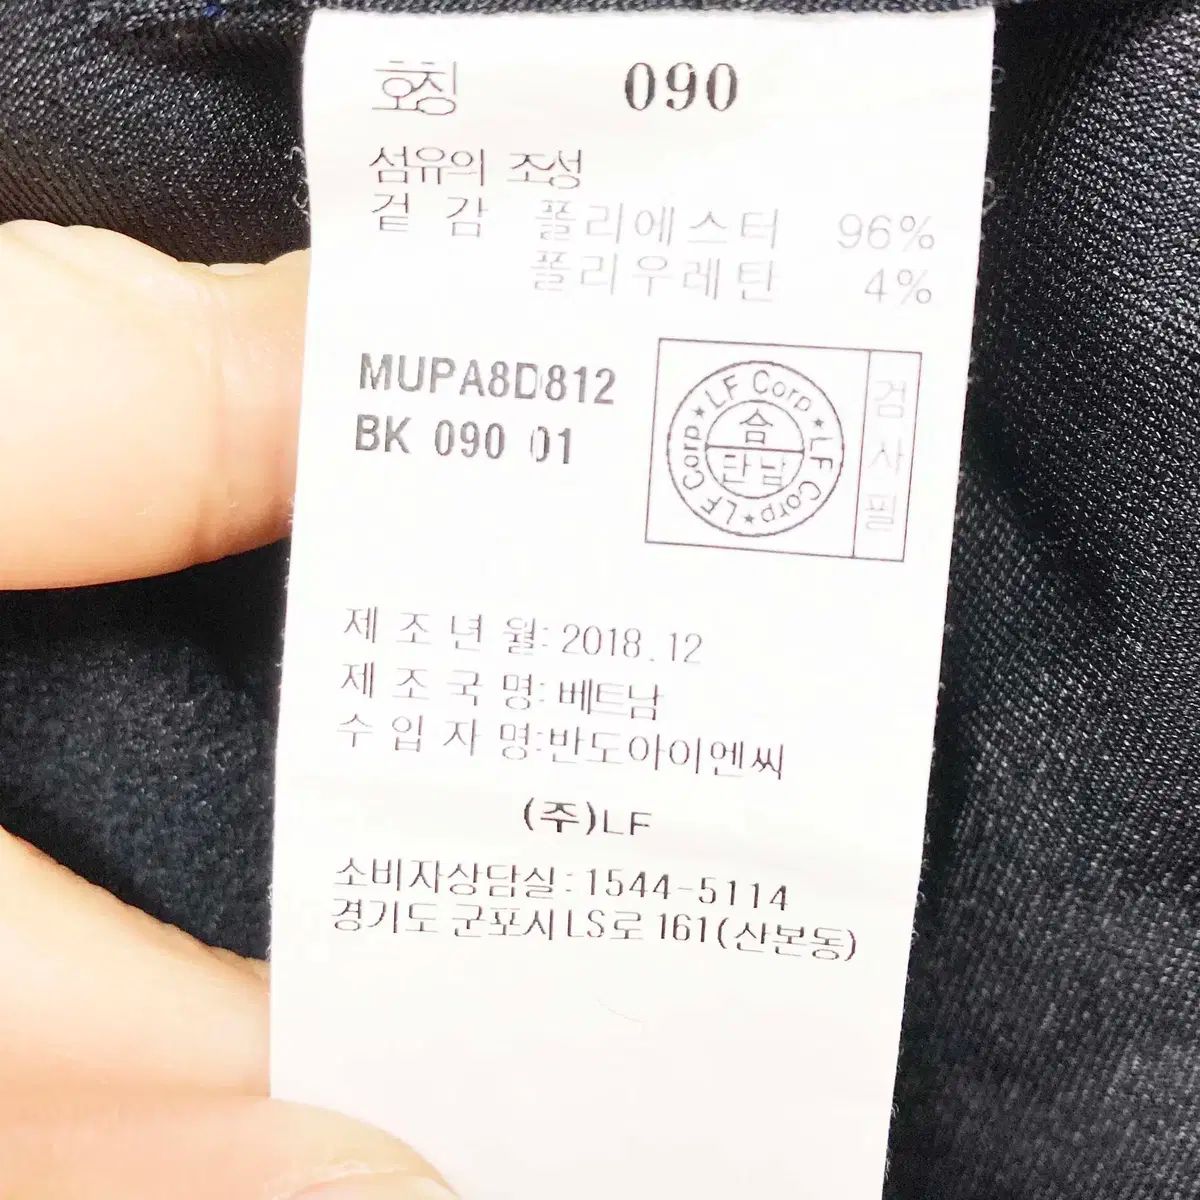 호칭 090
섬유의 조성
겉 감 폴리에스터 96%
폴리우레탄 4%
MUPA8D812
BK 090 01
LF Corp ★ LF Corp ★ LF Corp ★
숨
단납
검사필
제 조 년 월: 2018.12
제 조 국 명: 베트남
수 입 자 명:반도아이엔씨
(주)LF
소비자상담실:1544-5114
경기도 군포시 LS로 161(산본동)